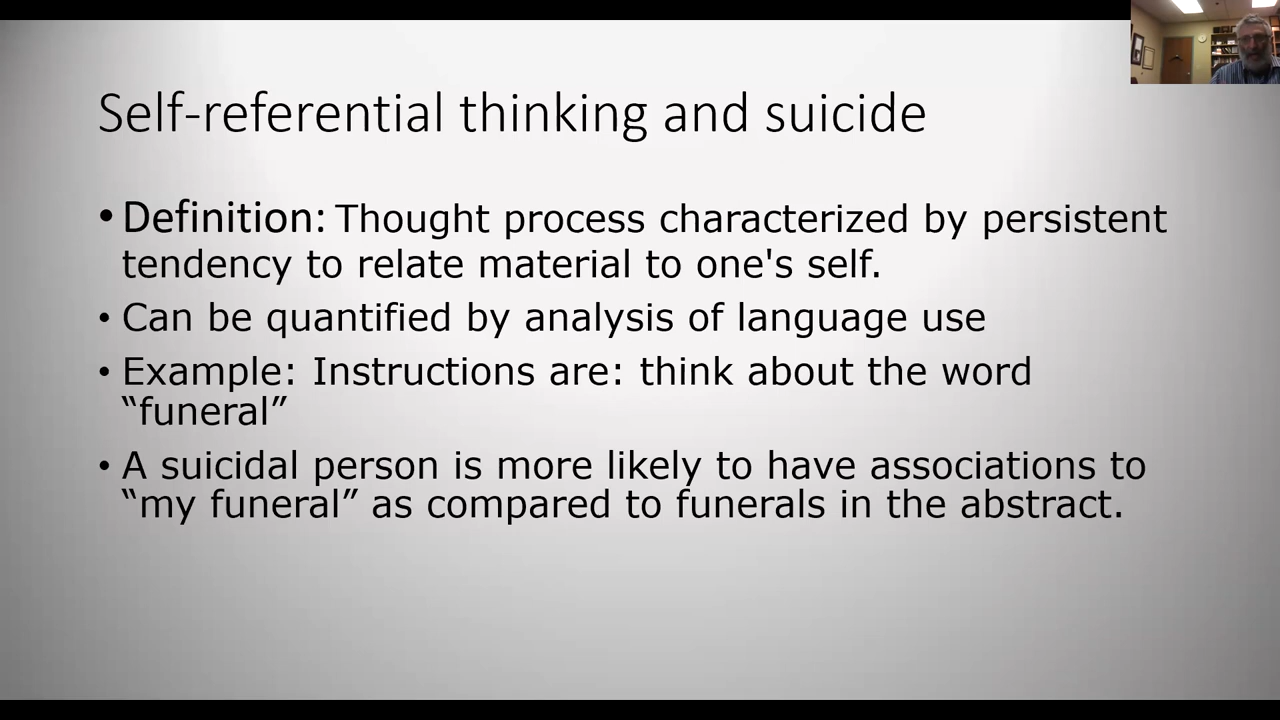 Self-referential thinking and suicide
• Definition: Thought process characterized by persistent
tendency to relate material to one's self.
• Can be quantified by analysis of language use
• Example: Instructions are: think about the word
“funeral”
• A suicidal person is more likely to have associations to
“my funeral” as compared to funerals in the abstract.